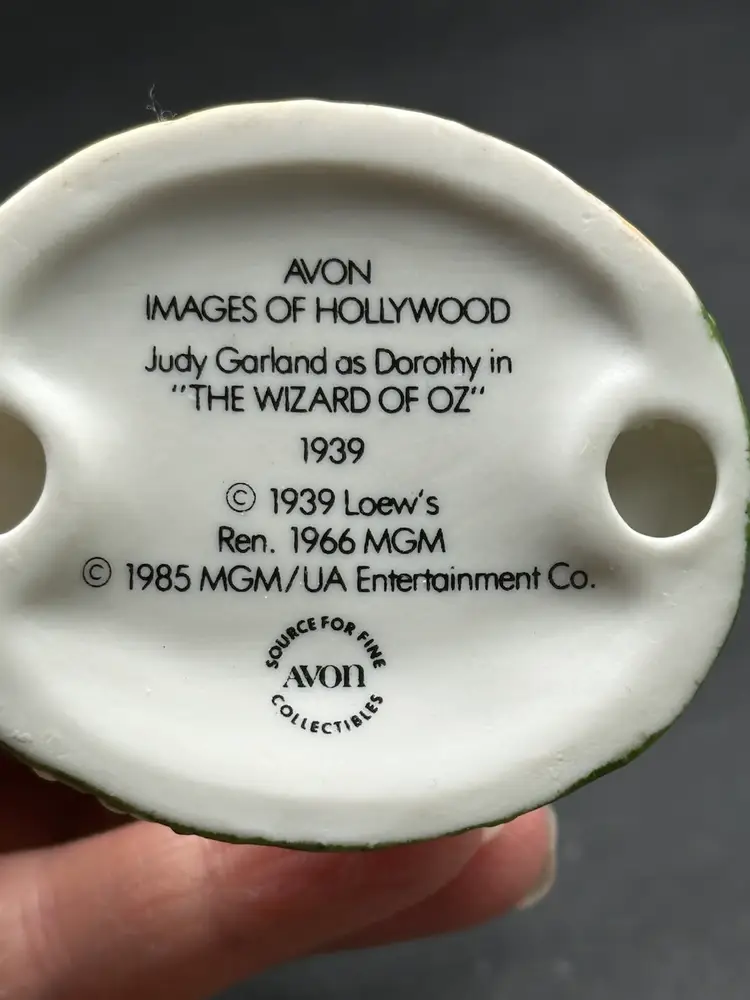 AVON
IMAGES OF HOLLYWOOD
Judy Garland as Dorothy in
"THE WIZARD OF OZ"
1939
© 1939 Loew's
Ren. 1966 MGM
© 1985 MGM/UA Entertainment Co.
SOURCE FOR FINE
AVON
COLLECTIBLES